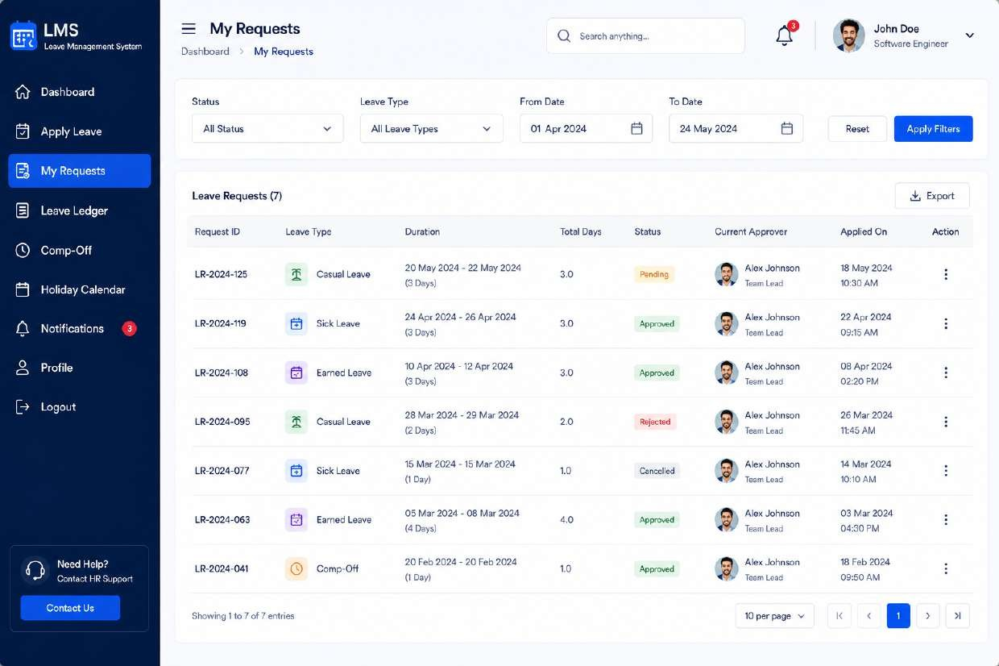 LMS
Leave Management System
Dashboard
Apply Leave
My Requests
Leave Ledger
Comp-Off
Holiday Calendar
Notifications 3
Profile
Logout
Need Help?
Contact HR Support
Contact Us
My Requests
Dashboard > My Requests
Search anything...
3
John Doe
Software Engineer
Status Leave Type From Date To Date
All Status All Leave Types 01 Apr 2024 24 May 2024 Reset Apply Filters
Leave Requests (7) Export
Request ID Leave Type Duration Total Days Status Current Approver Applied On Action
LR-2024-125 Casual Leave 20 May 2024 - 22 May 2024 3.0 Pending Alex Johnson 18 May 2024
(3 Days) Team Lead 10:30 AM
LR-2024-119 Sick Leave 24 Apr 2024 - 26 Apr 2024 3.0 Approved Alex Johnson 22 Apr 2024
(3 Days) Team Lead 09:15 AM
LR-2024-108 Earned Leave 10 Apr 2024 - 12 Apr 2024 3.0 Approved Alex Johnson 08 Apr 2024
(3 Days) Team Lead 02:20 PM
LR-2024-095 Casual Leave 28 Mar 2024 - 29 Mar 2024 2.0 Rejected Alex Johnson 26 Mar 2024
(2 Days) Team Lead 11:45 AM
LR-2024-077 Sick Leave 15 Mar 2024 - 15 Mar 2024 1.0 Cancelled Alex Johnson 14 Mar 2024
(1 Day) Team Lead 10:10 AM
LR-2024-063 Earned Leave 05 Mar 2024 - 08 Mar 2024 4.0 Approved Alex Johnson 03 Mar 2024
(4 Days) Team Lead 04:30 PM
LR-2024-041 Comp-Off 20 Feb 2024 - 20 Feb 2024 1.0 Approved Alex Johnson 18 Feb 2024
(1 Day) Team Lead 09:50 AM
Showing 1 to 7 of 7 entries 10 per page 1